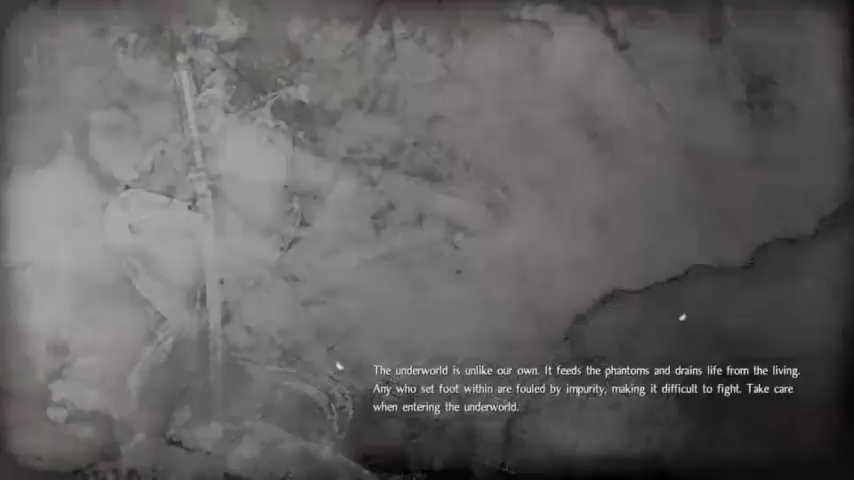 The underworld is unlike our own. It feeds the phantoms and drains life from the living.
Any who set foot within are fouled by impurity, making it difficult to fight. Take care
when entering the underworld.